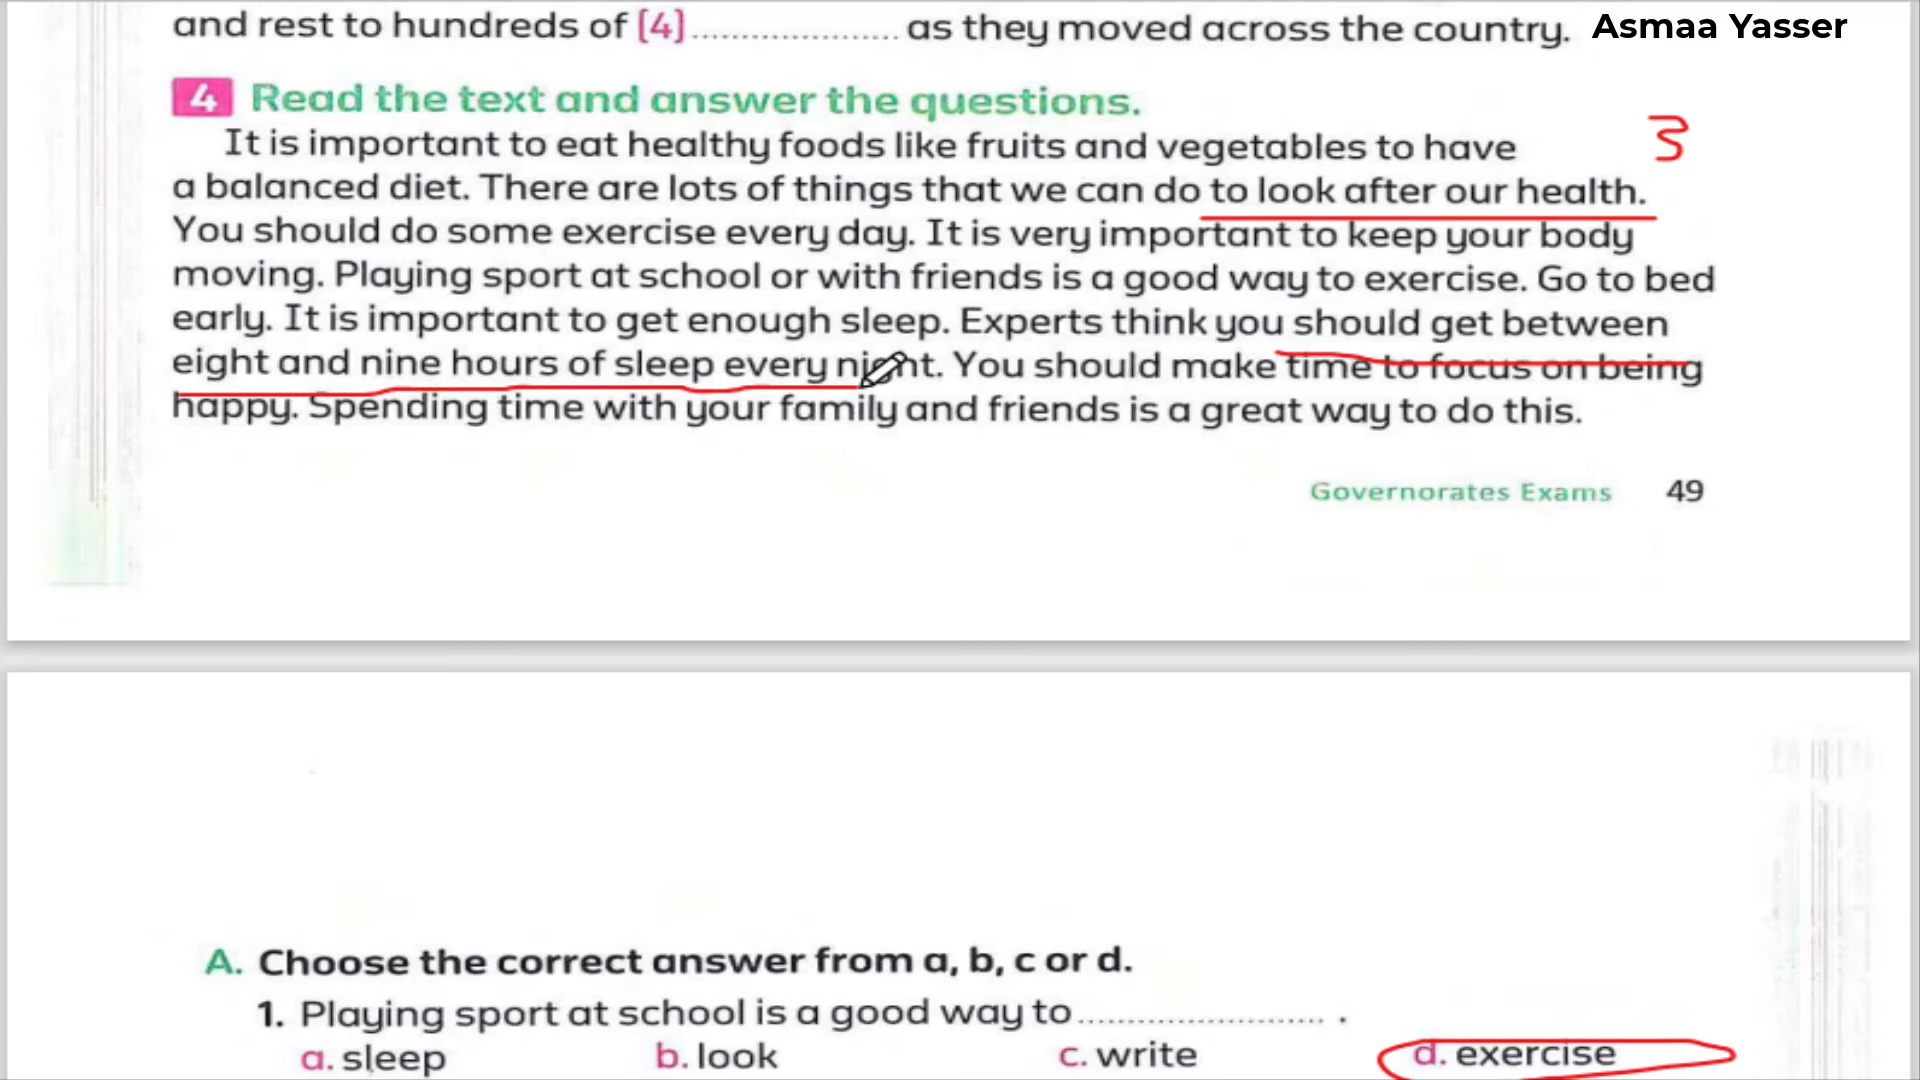 and rest to hundreds of (4)..................... as they moved across the country. Asmaa Yasser
4 Read the text and answer the questions.
It is important to eat healthy foods like fruits and vegetables to have 3
a balanced diet. There are lots of things that we can do to look after our health.
You should do some exercise every day. It is very important to keep your body
moving. Playing sport at school or with friends is a good way to exercise. Go to bed
early. It is important to get enough sleep. Experts think you should get between
eight and nine hours of sleep every night. You should make time to focus on being
happy. Spending time with your family and friends is a great way to do this.
Governorates Exams 49
A. Choose the correct answer from a, b, c or d.
1. Playing sport at school is a good way to ......................... .
a. sleep b. look c. write d. exercise